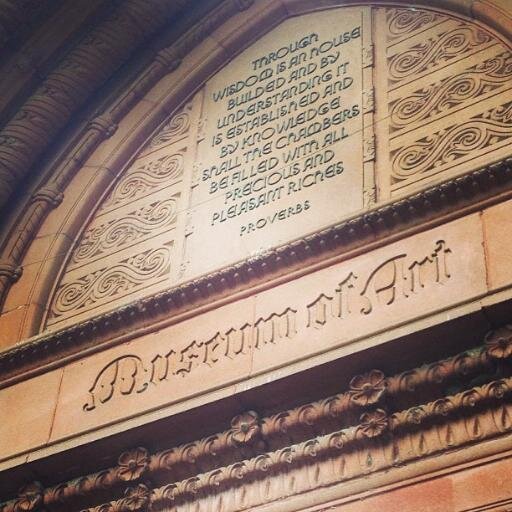 THROUGH
WISDOM IS AN HOUSE
BUILDED AND BY
UNDERSTANDING IT
IS ESTABLISHED AND
BY KNOWLEDGE
SHALL THE CHAMBERS
BE FILLED WITH ALL
PRECIOUS AND
PLEASANT RICHES
PROVERBS
Museum of Art